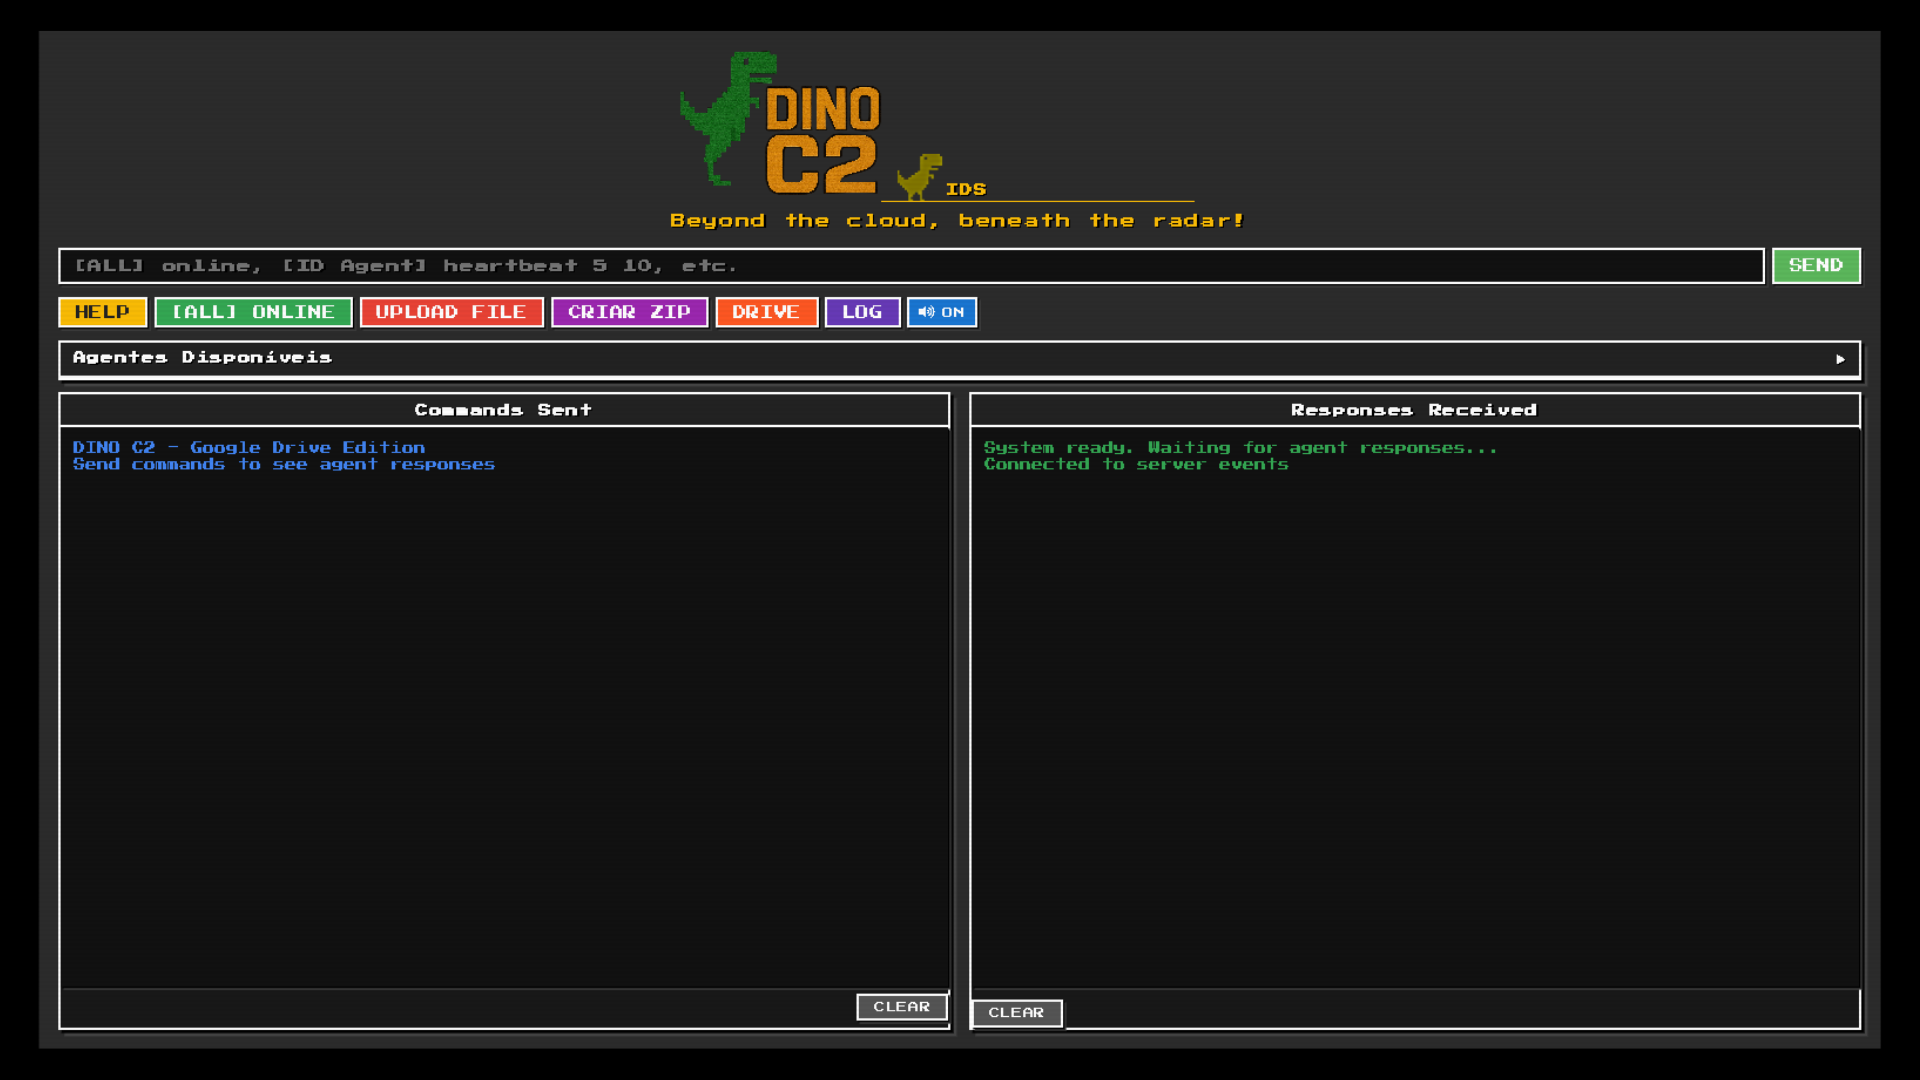 DINO
C2
IDS
Beyond the cloud, beneath the radar!
[ALL] online, [ID Agent] heartbeat 5 10, etc.
SEND
HELP
[ALL] ONLINE
UPLOAD FILE
CRIAR ZIP
DRIVE
LOG
ON
Agentes Disponíveis
Commands Sent
DINO C2 - Google Drive Edition
Send commands to see agent responses
CLEAR
Responses Received
System ready. Waiting for agent responses...
Connected to server events
CLEAR